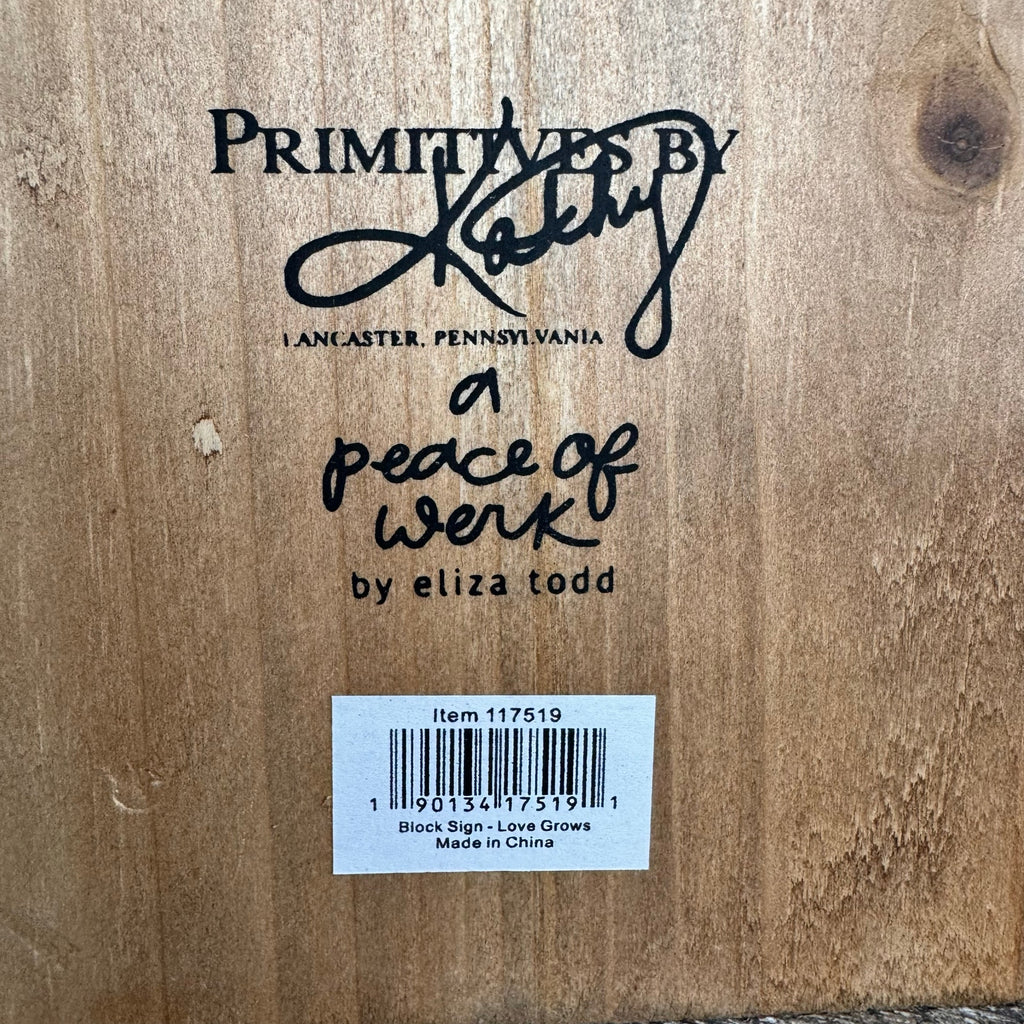 PRIMITIVES BY
Kathy
LANCASTER, PENNSYLVANIA
a
peace of
werk
by eliza todd
Item 117519
1 90134 17519 1
Block Sign - Love Grows
Made in China